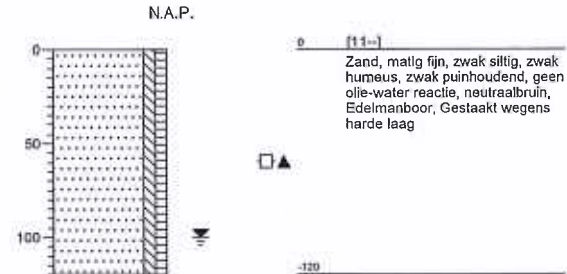 N.A.P.
0
50
100
0 [11--]
Zand, matig fijn, zwak siltig, zwak
humeus, zwak puinhoudend, geen
olie-water reactie, neutraalbruin,
Edelmanboor, Gestaakt wegens
harde laag
-120